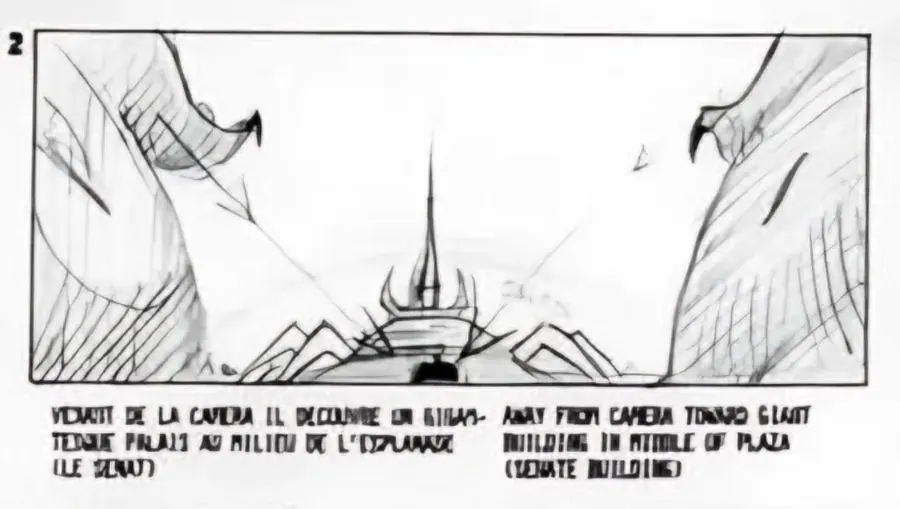 2
VENANT DE LA CAMERA IL DECOUVRE UN GIGAN-
TESQUE PALAIS AU MILIEU DE L'ESPLANADE
(LE SENAT)
AWAY FROM CAMERA TOWARD GIANT
BUILDING IN MIDDLE OF PLAZA
(SENATE BUILDING)